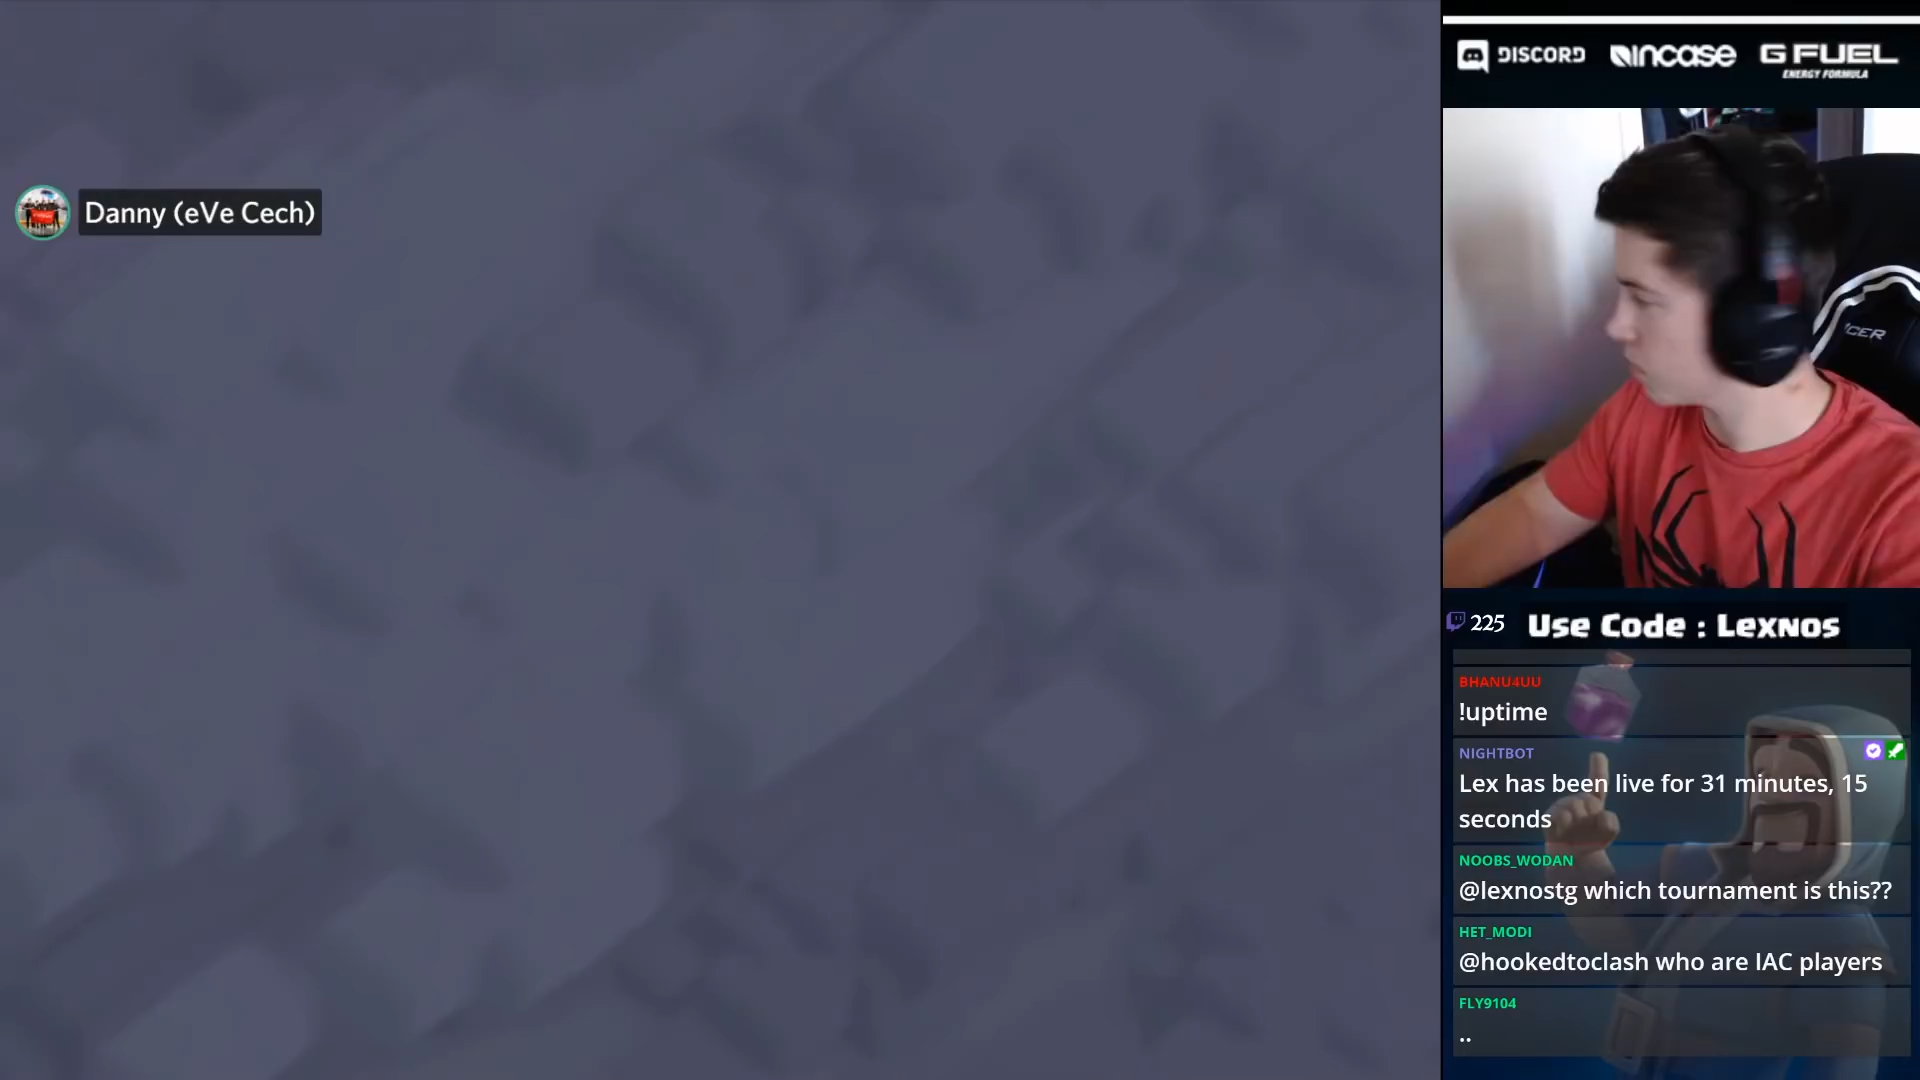 DISCORD
INCASE
G FUEL
ENERGY FORMULA
Danny (eVe Cech)
CER
225
Use Code : Lexnos
BHANU4UU
!uptime
NIGHTBOT
Lex has been live for 31 minutes, 15
seconds
NOOBS_WODAN
@lexnostg which tournament is this??
HET_MODI
@hookedtoclash who are IAC players
FLY9104
..